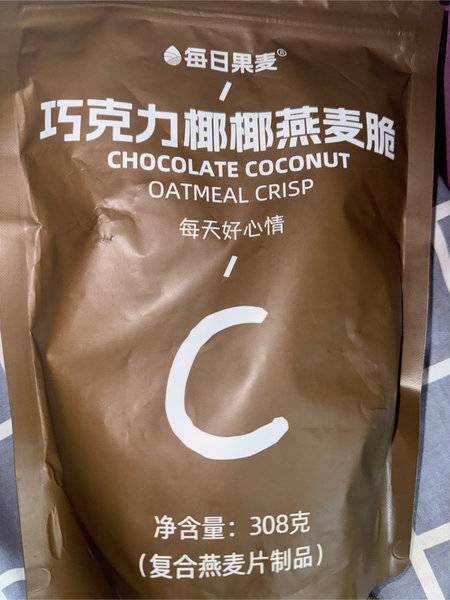 每日果麦®
巧克力椰椰燕麦脆
CHOCOLATE COCONUT
OATMEAL CRISP
每天好心情
C
净含量：308克
（复合燕麦片制品）